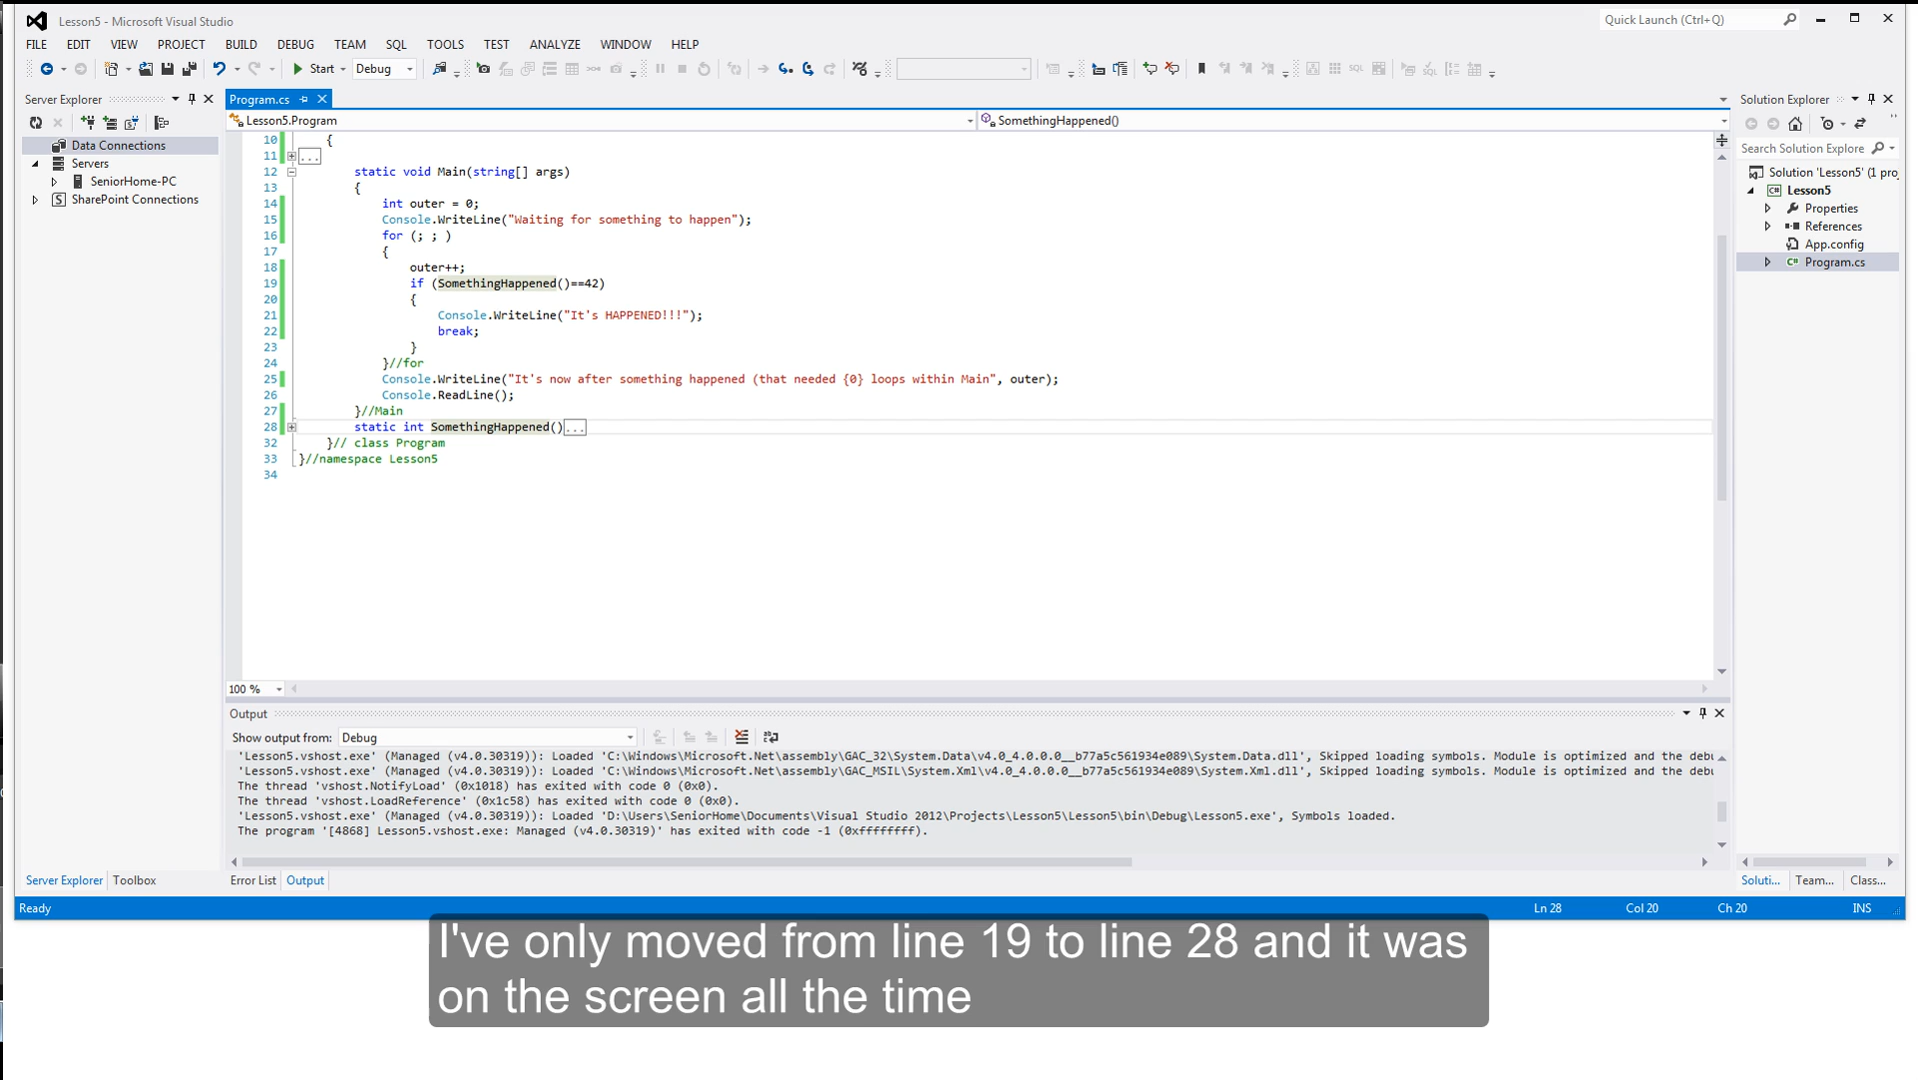 Lesson5 - Microsoft Visual Studio
Quick Launch (Ctrl+Q)
FILE EDIT VIEW PROJECT BUILD DEBUG TEAM SQL TOOLS TEST ANALYZE WINDOW HELP
Start Debug
Server Explorer
Data Connections
Servers
SeniorHome-PC
SharePoint Connections
Program.cs
Lesson5.Program
SomethingHappened()
10 {
11 ...
12 static void Main(string[] args)
13 {
14 int outer = 0;
15 Console.WriteLine("Waiting for something to happen");
16 for (; ; )
17 {
18 outer++;
19 if (SomethingHappened()==42)
20 {
21 Console.WriteLine("It's HAPPENED!!!");
22 break;
23 }
24 }//for
25 Console.WriteLine("It's now after something happened (that needed {0} loops within Main", outer);
26 Console.ReadLine();
27 }//Main
28 static int SomethingHappened()...
32 }// class Program
33 }//namespace Lesson5
34
100 %
Solution Explorer
Search Solution Explore
Solution 'Lesson5' (1 proj
Lesson5
Properties
References
App.config
Program.cs
Output
Show output from: Debug
'Lesson5.vshost.exe' (Managed (v4.0.30319)): Loaded 'C:\Windows\Microsoft.Net\assembly\GAC_32\System.Data\v4.0_4.0.0.0__b77a5c561934e089\System.Data.dll', Skipped loading symbols. Module is optimized and the debu
'Lesson5.vshost.exe' (Managed (v4.0.30319)): Loaded 'C:\Windows\Microsoft.Net\assembly\GAC_MSIL\System.Xml\v4.0_4.0.0.0__b77a5c561934e089\System.Xml.dll', Skipped loading symbols. Module is optimized and the debu
The thread 'vshost.NotifyLoad' (0x1018) has exited with code 0 (0x0).
The thread 'vshost.LoadReference' (0x1c58) has exited with code 0 (0x0).
'Lesson5.vshost.exe' (Managed (v4.0.30319)): Loaded 'D:\Users\SeniorHome\Documents\Visual Studio 2012\Projects\Lesson5\Lesson5\bin\Debug\Lesson5.exe', Symbols loaded.
The program '[4868] Lesson5.vshost.exe: Managed (v4.0.30319)' has exited with code -1 (0xffffffff).
Server Explorer Toolbox
Error List Output
Soluti... Team... Class...
Ready
Ln 28 Col 20 Ch 20 INS
I've only moved from line 19 to line 28 and it was
on the screen all the time